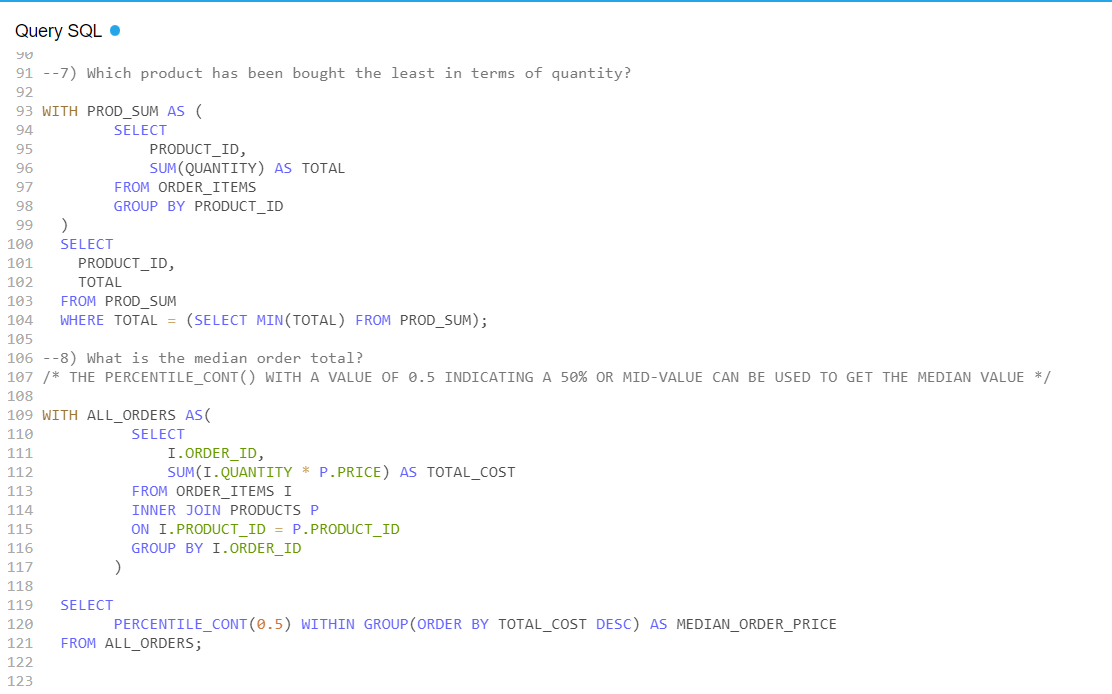 Query SQL
90
91 --7) Which product has been bought the least in terms of quantity?
92
93 WITH PROD_SUM AS (
94 SELECT
95 PRODUCT_ID,
96 SUM(QUANTITY) AS TOTAL
97 FROM ORDER_ITEMS
98 GROUP BY PRODUCT_ID
99 )
100 SELECT
101 PRODUCT_ID,
102 TOTAL
103 FROM PROD_SUM
104 WHERE TOTAL = (SELECT MIN(TOTAL) FROM PROD_SUM);
105
106 --8) What is the median order total?
107 /* THE PERCENTILE_CONT() WITH A VALUE OF 0.5 INDICATING A 50% OR MID-VALUE CAN BE USED TO GET THE MEDIAN VALUE */
108
109 WITH ALL_ORDERS AS(
110 SELECT
111 I.ORDER_ID,
112 SUM(I.QUANTITY * P.PRICE) AS TOTAL_COST
113 FROM ORDER_ITEMS I
114 INNER JOIN PRODUCTS P
115 ON I.PRODUCT_ID = P.PRODUCT_ID
116 GROUP BY I.ORDER_ID
117 )
118
119 SELECT
120 PERCENTILE_CONT(0.5) WITHIN GROUP(ORDER BY TOTAL_COST DESC) AS MEDIAN_ORDER_PRICE
121 FROM ALL_ORDERS;
122
123